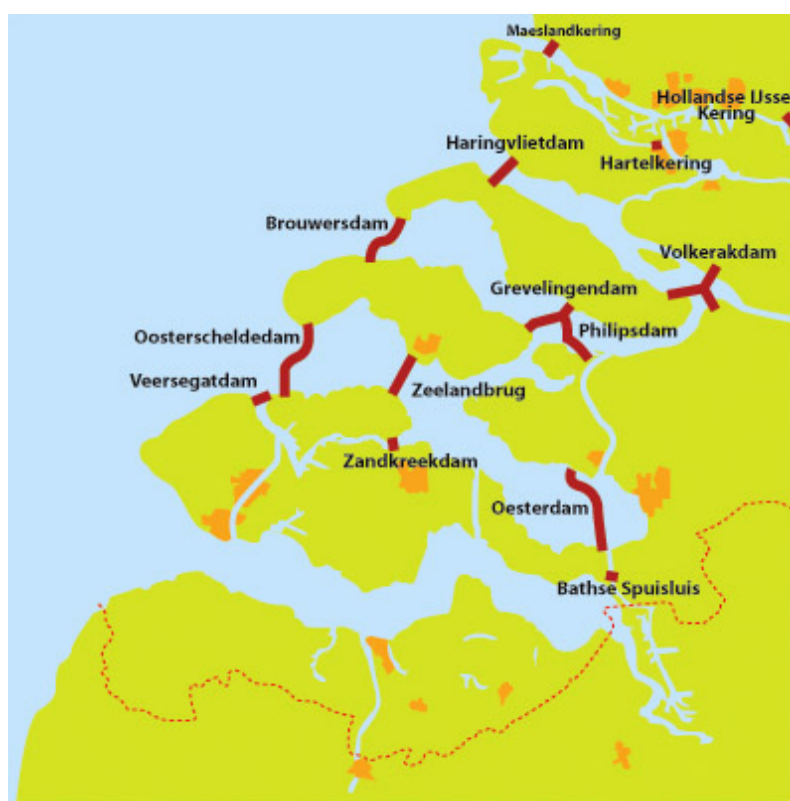 Maeslandkering
Hollandse IJsse
Kering
Haringvlietdam
Hartelkering
Brouwersdam
Volkerakdam
Grevelingendam
Oosterscheldedam
Philipsdam
Veersegatdam
Zeelandbrug
Zandkreekdam
Oesterdam
Bathse Spuisluis